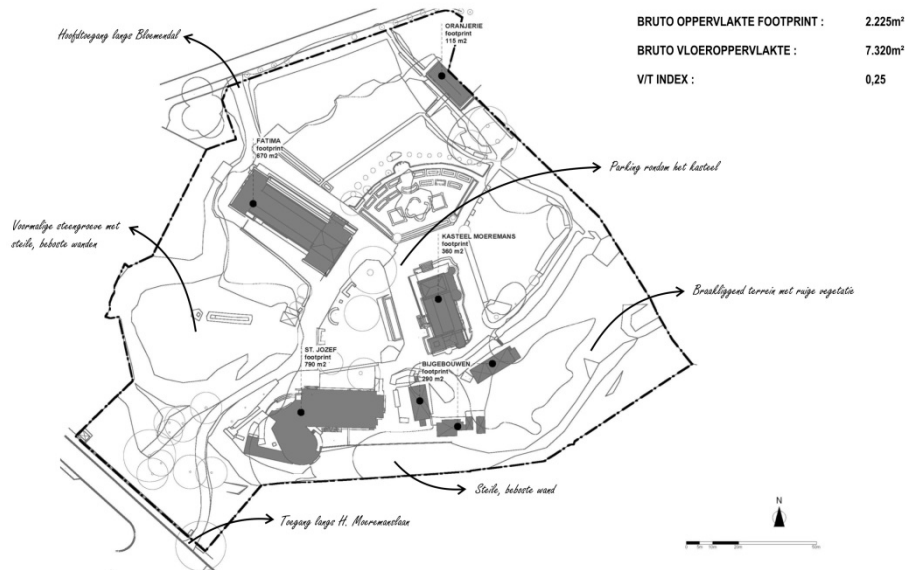 BRUTO OPPERVLAKTE FOOTPRINT : 2.225m²
BRUTO VLOEROPPERVLAKTE : 7.320m²
V/T INDEX : 0,25
ORANJERIE
footprint
115 m2
Hoofdtoegang langs Bloemendal
FATIMA
footprint
670 m2
Parking rondom het kasteel
Voormalige steengroeve met
steile, beboste wanden
KASTEEL MOEREMANS
footprint
360 m2
Braakliggend terrein met ruige vegetatie
ST. JOZEF
footprint
790 m2
BIJGEBOUWEN
footprint
290 m2
Steile, beboste wand
Toegang langs H. Moeremanslaan
N